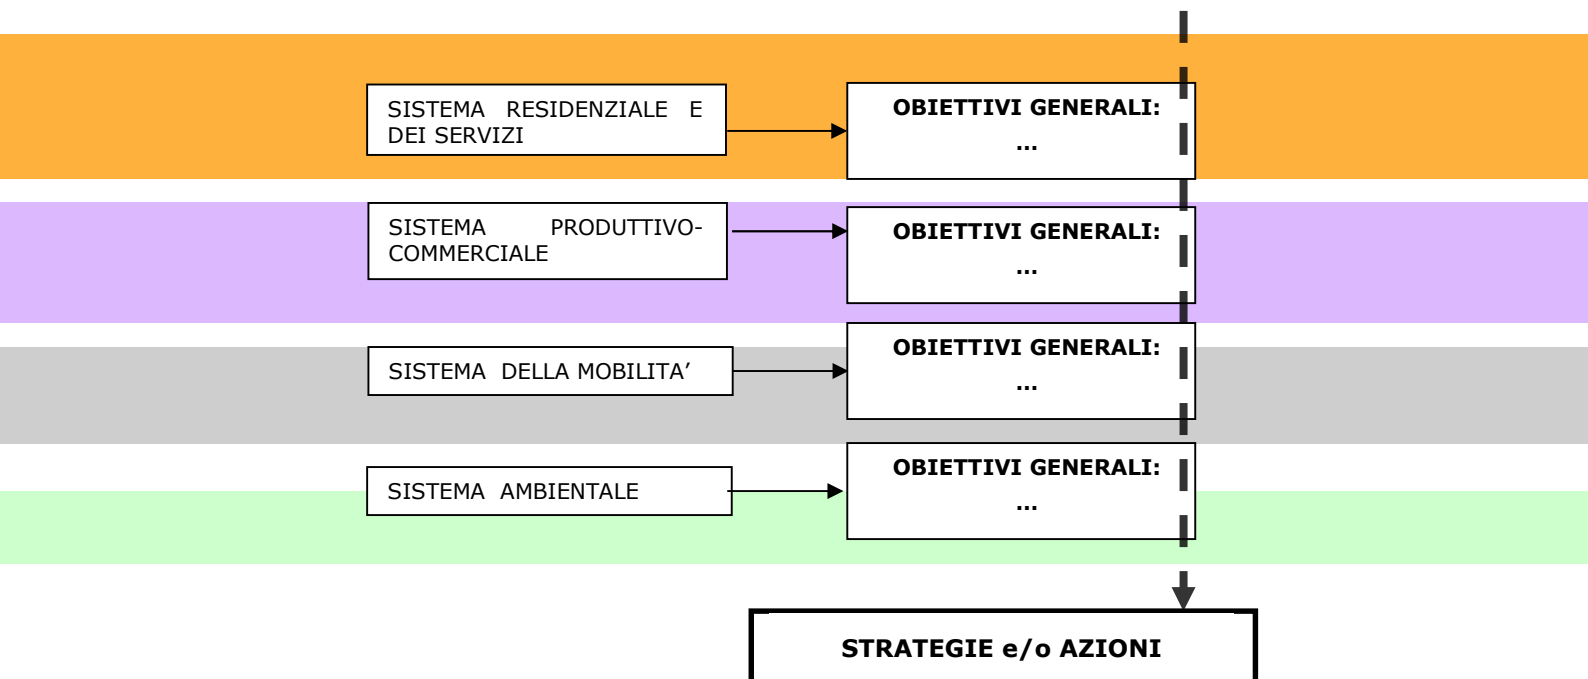 SISTEMA RESIDENZIALE E
DEI SERVIZI
OBIETTIVI GENERALI:
...
SISTEMA PRODUTTIVO-
COMMERCIALE
OBIETTIVI GENERALI:
...
SISTEMA DELLA MOBILITA’
OBIETTIVI GENERALI:
...
SISTEMA AMBIENTALE
OBIETTIVI GENERALI:
...
STRATEGIE e/o AZIONI